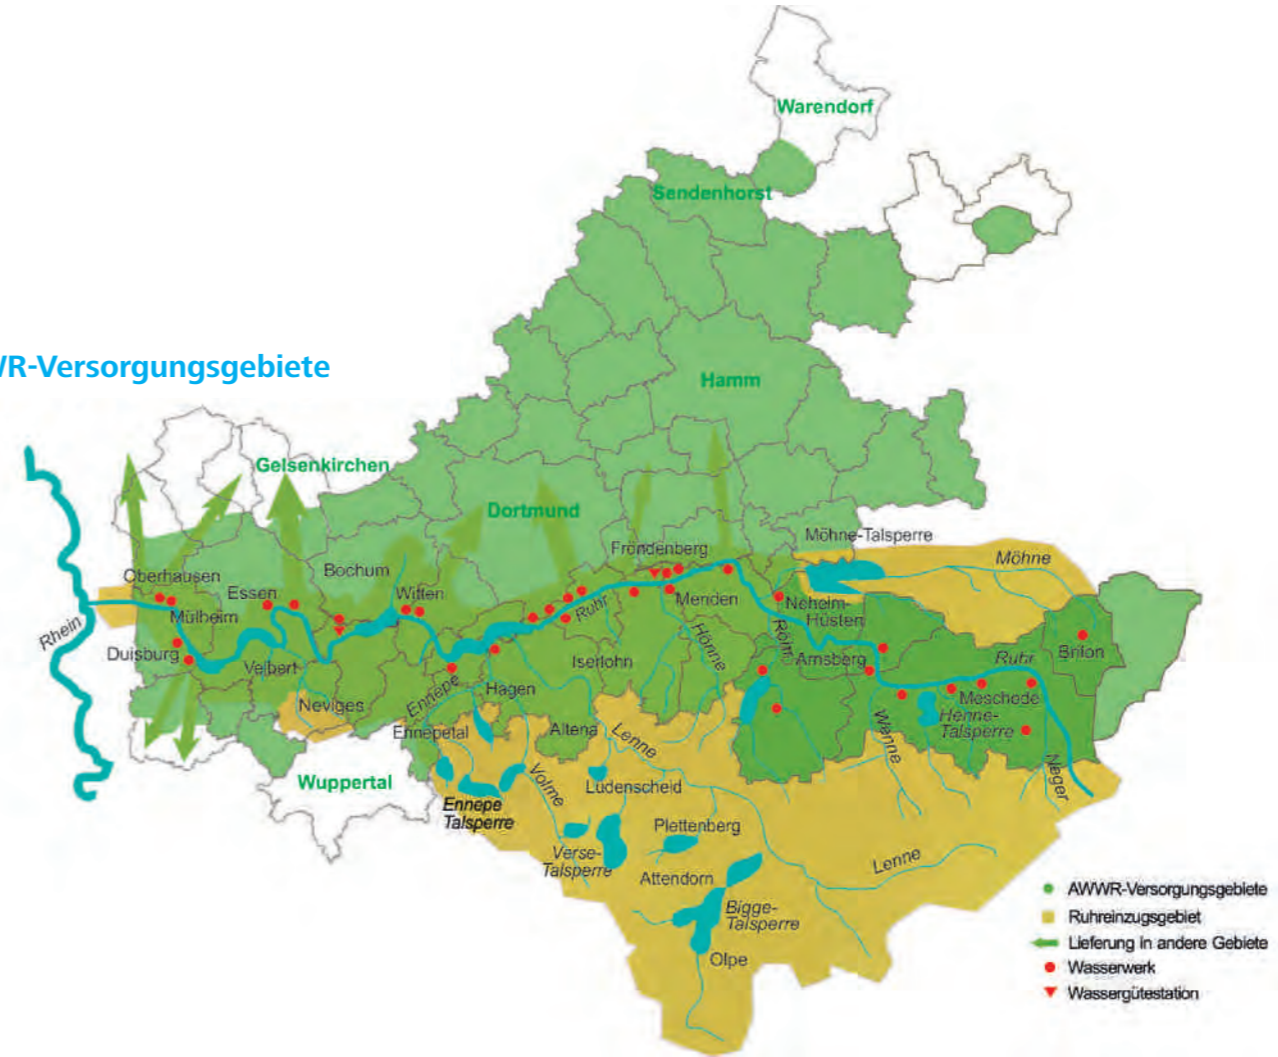 Warendorf
Sendenhorst
WR-Versorgungsgebiete
Hamm
Gelsenkirchen
Dortmund
Möhne-Talsperre
Fröndenberg
Möhne
Bochum
Oberhausen
Essen
Witten
Menden
Neheim-
Hüsten
Ruhr
Mülheim
Rhein
Duisburg
Velbert
Iserlohn
Hönne
Röhr
Arnsberg
Ruhr
Brilon
Hagen
Ennepe
Neviges
Meschede
Henne-
Talsperre
Ennepetal
Altena
Lenne
Wenne
Neger
Wuppertal
Volme
Lüdenscheid
Ennepe
Talsperre
Plettenberg
Verse-
Talsperre
Lenne
Attendorn
Bigge-
Talsperre
Olpe
AWWR-Versorgungsgebiete
Ruhreinzugsgebiet
Lieferung in andere Gebiete
Wasserwerk
Wassergütestation